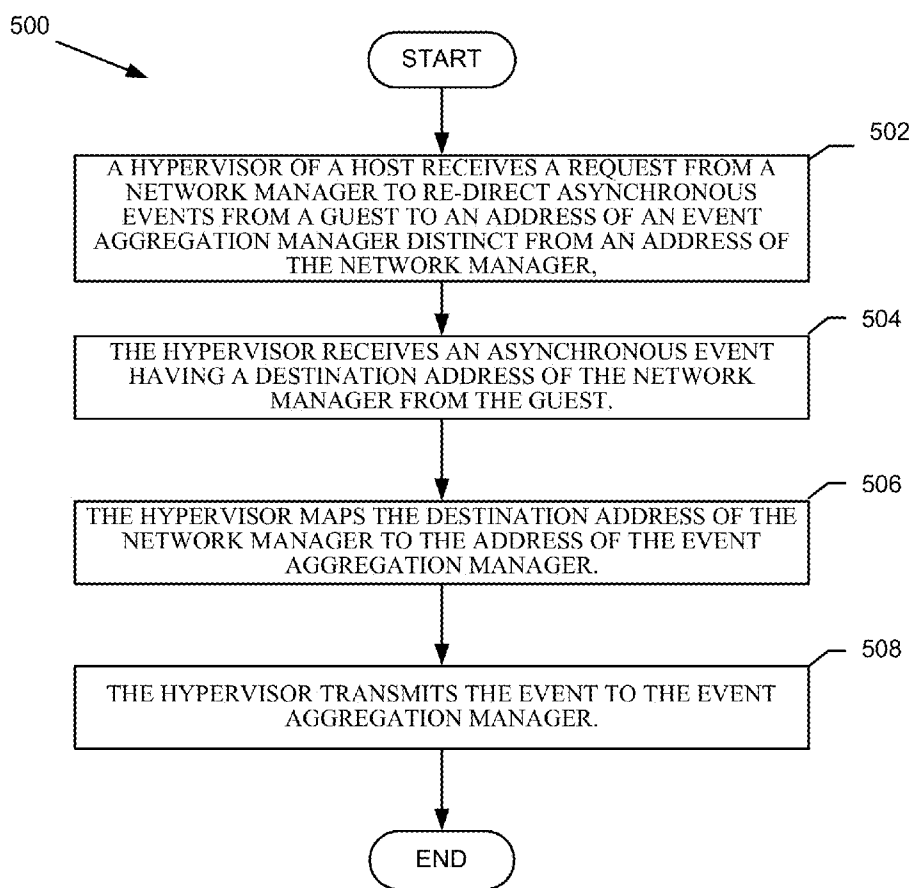 500
START
502
A HYPERVISOR OF A HOST RECEIVES A REQUEST FROM A
NETWORK MANAGER TO RE-DIRECT ASYNCHRONOUS
EVENTS FROM A GUEST TO AN ADDRESS OF AN EVENT
AGGREGATION MANAGER DISTINCT FROM AN ADDRESS OF
THE NETWORK MANAGER,
504
THE HYPERVISOR RECEIVES AN ASYNCHRONOUS EVENT
HAVING A DESTINATION ADDRESS OF THE NETWORK
MANAGER FROM THE GUEST.
506
THE HYPERVISOR MAPS THE DESTINATION ADDRESS OF THE
NETWORK MANAGER TO THE ADDRESS OF THE EVENT
AGGREGATION MANAGER.
508
THE HYPERVISOR TRANSMITS THE EVENT TO THE EVENT
AGGREGATION MANAGER.
END